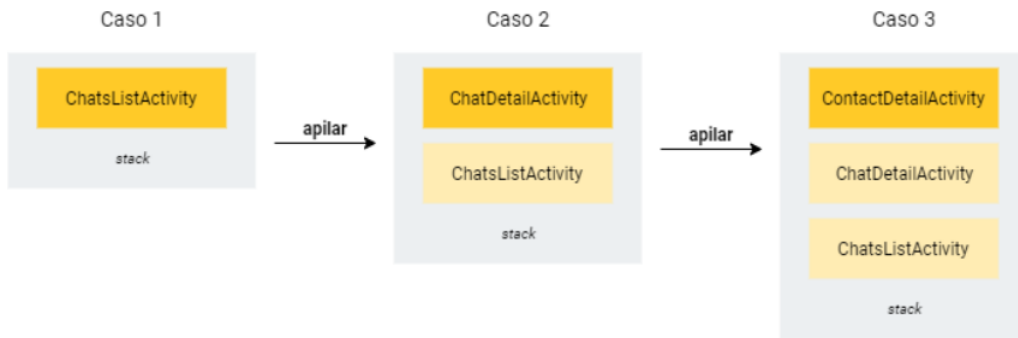 Caso 1
ChatsListActivity
stack
apilar
Caso 2
ChatDetailActivity
ChatsListActivity
stack
apilar
Caso 3
ContactDetailActivity
ChatDetailActivity
ChatsListActivity
stack